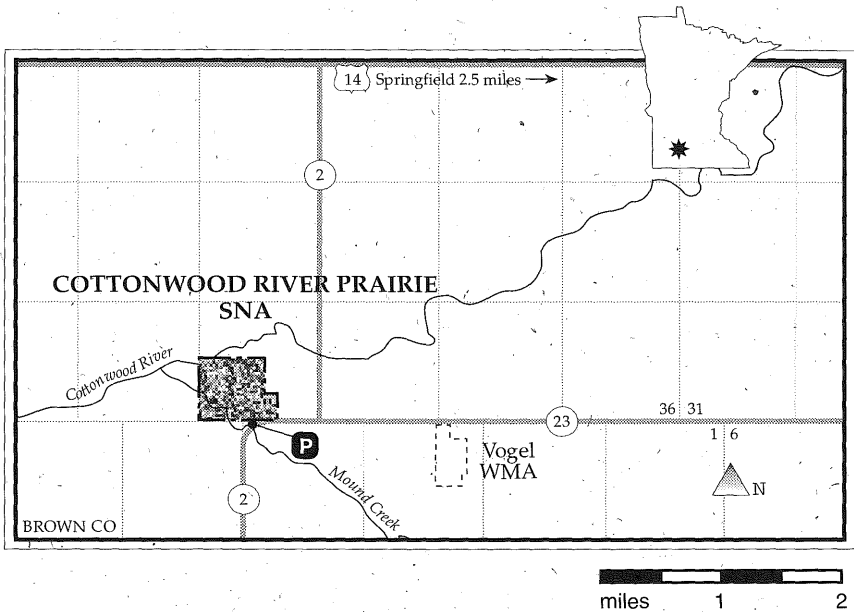 14 Springfield 2.5 miles
2
COTTONWOOD RIVER PRAIRIE
SNA
Cottonwood River
23
36 31
1 6
P
Vogel
WMA
N
2
Mound Creek
BROWN CO
miles 1 2